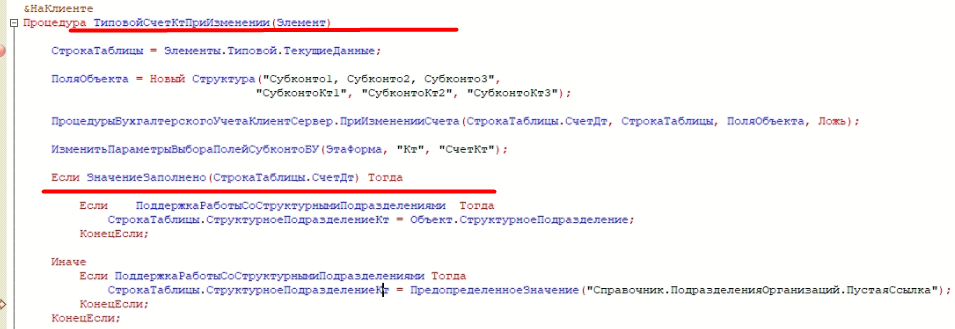 &НаКлиенте
Процедура ТиповойСчетКтПриИзменении(Элемент)
СтрокаТаблицы = Элементы.Типовой.ТекущиеДанные;
ПоляОбъекта = Новый Структура("Субконто1, Субконто2, Субконто3",
"СубконтоКт1", "СубконтоКт2", "СубконтоКт3");
ПроцедурыБухгалтерскогоУчетаКлиентСервер.ПриИзмененииСчета(СтрокаТаблицы.СчетДт, СтрокаТаблицы, ПоляОбъекта, Ложь);
ИзменитьПараметрыВыбораПолейСубконтоБУ(ЭтаФорма, "Кт", "СчетКт");
Если ЗначениеЗаполнено(СтрокаТаблицы.СчетДт) Тогда
Если ПоддержкаРаботыСоСтруктурнымиПодразделениями Тогда
СтрокаТаблицы.СтруктурноеПодразделениеКт = Объект.СтруктурноеПодразделение;
КонецЕсли;
Иначе
Если ПоддержкаРаботыСоСтруктурнымиПодразделениями Тогда
СтрокаТаблицы.СтруктурноеПодразделениеКт = ПредопределенноеЗначение("Справочник.ПодразделенияОрганизаций.ПустаяСсылка");
КонецЕсли;
КонецЕсли;